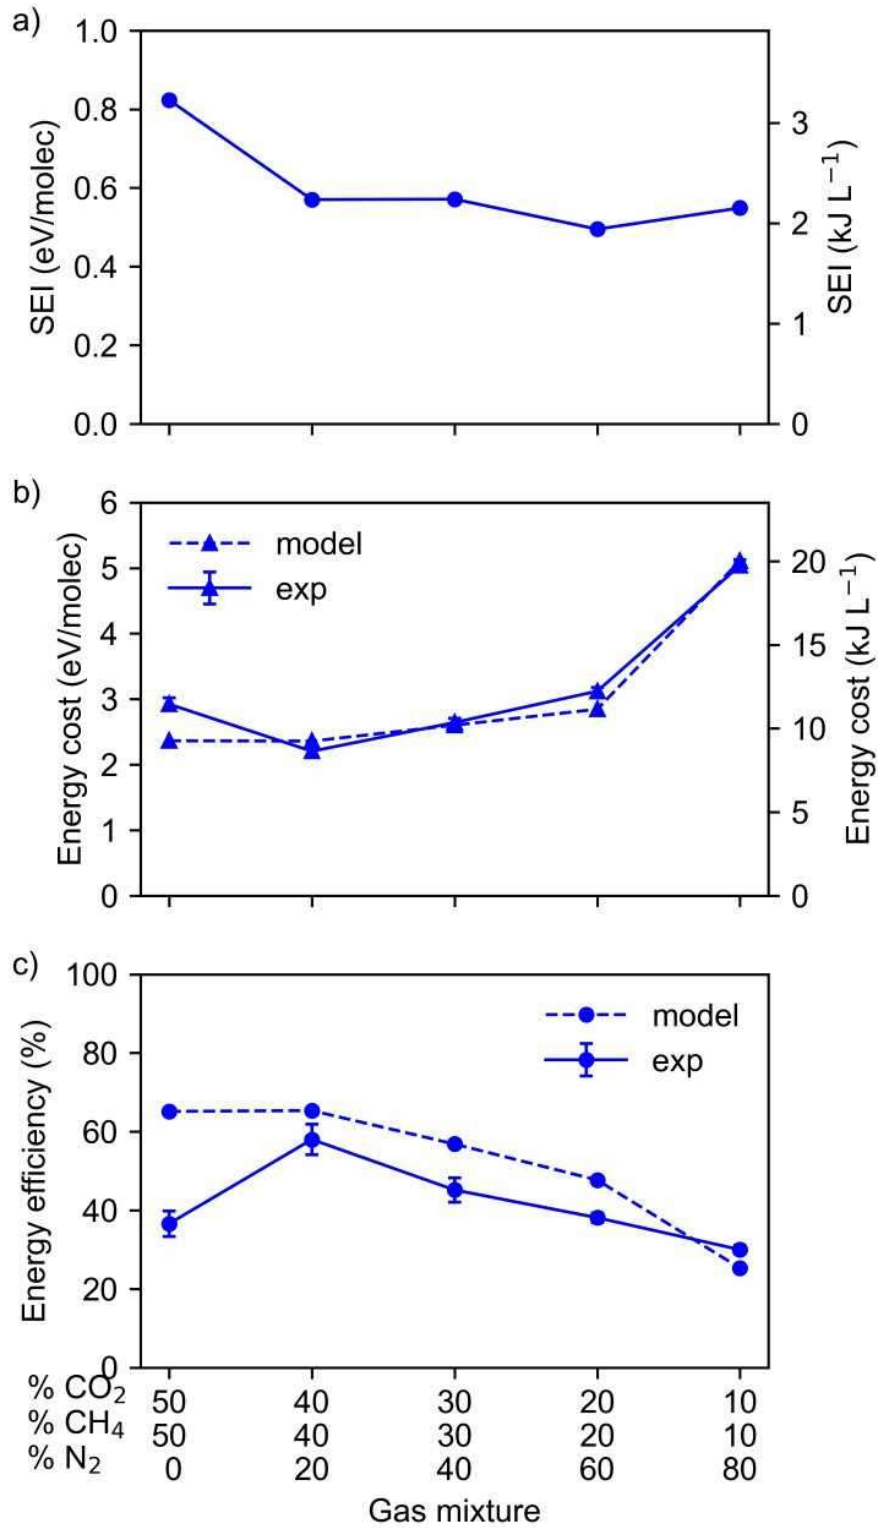 a)
1.0
0.8
0.6
0.4
0.2
0.0
SEI (eV/molec)
3
2
1
0
SEI (kJ L⁻¹)
b)
6
5
4
3
2
1
0
Energy cost (eV/molec)
model
exp
20
15
10
5
0
Energy cost (kJ L⁻¹)
c)
100
80
60
40
20
0
Energy efficiency (%)
model
exp
% CO₂ 50 40 30 20 10
% CH₄ 50 40 30 20 10
% N₂ 0 20 40 60 80
Gas mixture